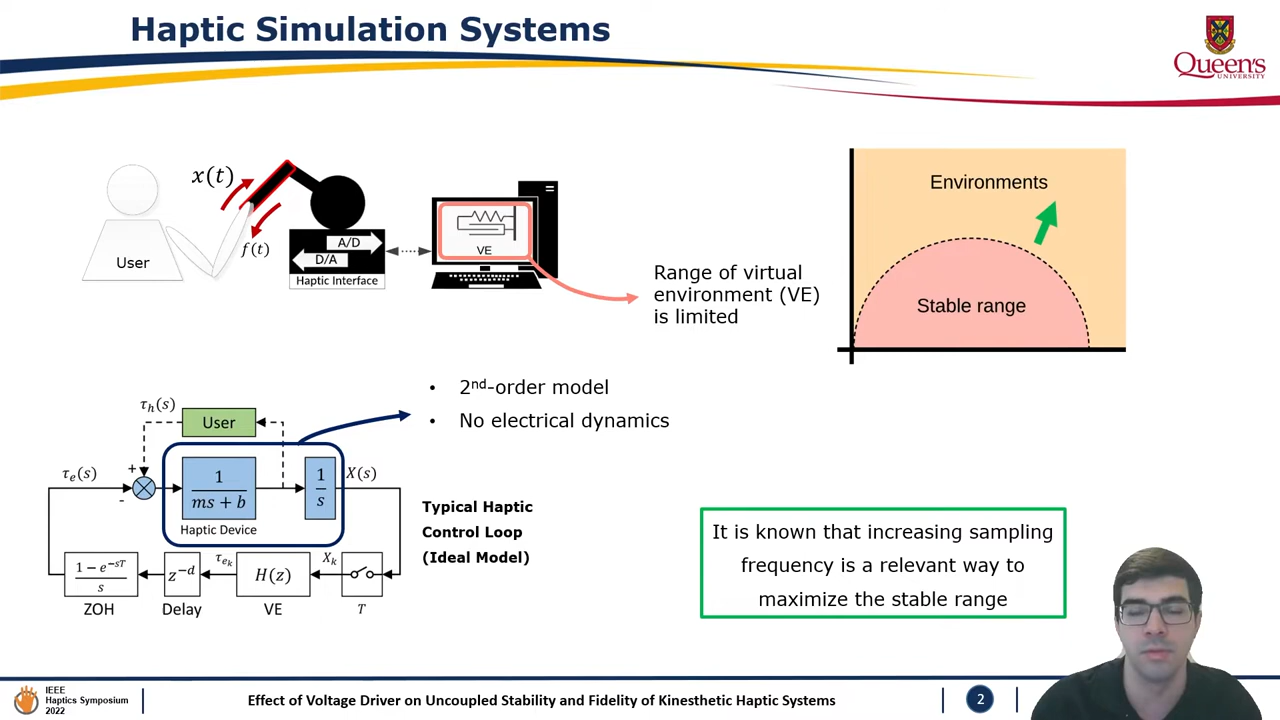 Haptic Simulation Systems
Queen's
UNIVERSITY
x(t)
f(t)
User
A/D
D/A
Haptic Interface
VE
Range of virtual
environment (VE)
is limited
Environments
Stable range
• 2nd-order model
• No electrical dynamics
τh(s)
User
τe(s)
+
-
1
ms + b
Haptic Device
1
s
X(s)
Typical Haptic
Control Loop
(Ideal Model)
1 − e^−sT
s
ZOH
z^−d
Delay
τek
H(z)
VE
Xk
T
It is known that increasing sampling
frequency is a relevant way to
maximize the stable range
IEEE
Haptics Symposium
2022
Effect of Voltage Driver on Uncoupled Stability and Fidelity of Kinesthetic Haptic Systems
2